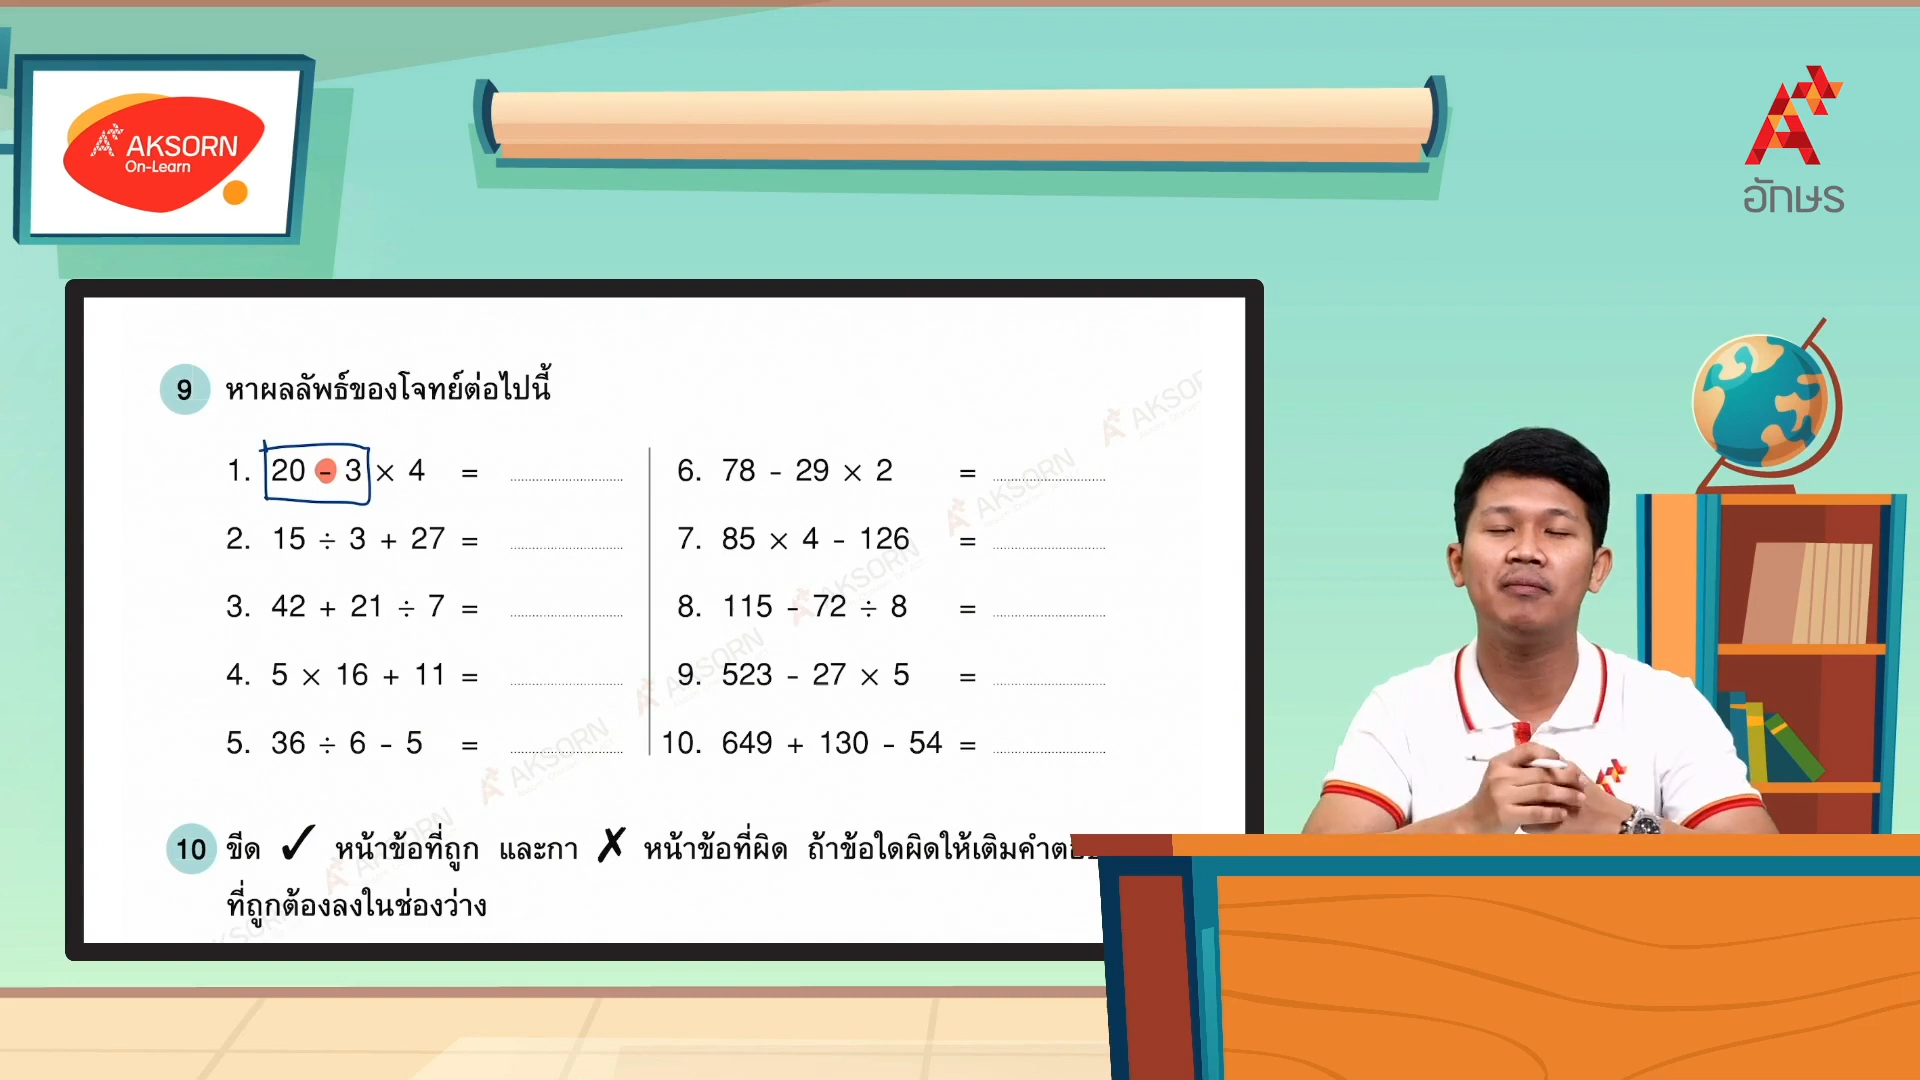 AKSORN
On-Learn
อักษร
9 หาผลลัพธ์ของโจทย์ต่อไปนี้
1. 20 - 3 × 4 = ....................
2. 15 ÷ 3 + 27 = ....................
3. 42 + 21 ÷ 7 = ....................
4. 5 × 16 + 11 = ....................
5. 36 ÷ 6 - 5 = ....................
6. 78 - 29 × 2 = ....................
7. 85 × 4 - 126 = ....................
8. 115 - 72 ÷ 8 = ....................
9. 523 - 27 × 5 = ....................
10. 649 + 130 - 54 = ....................
10 ขีด ✓ หน้าข้อที่ถูก และกา ✗ หน้าข้อที่ผิด ถ้าข้อใดผิดให้เติมคำ
ที่ถูกต้องลงในช่องว่าง